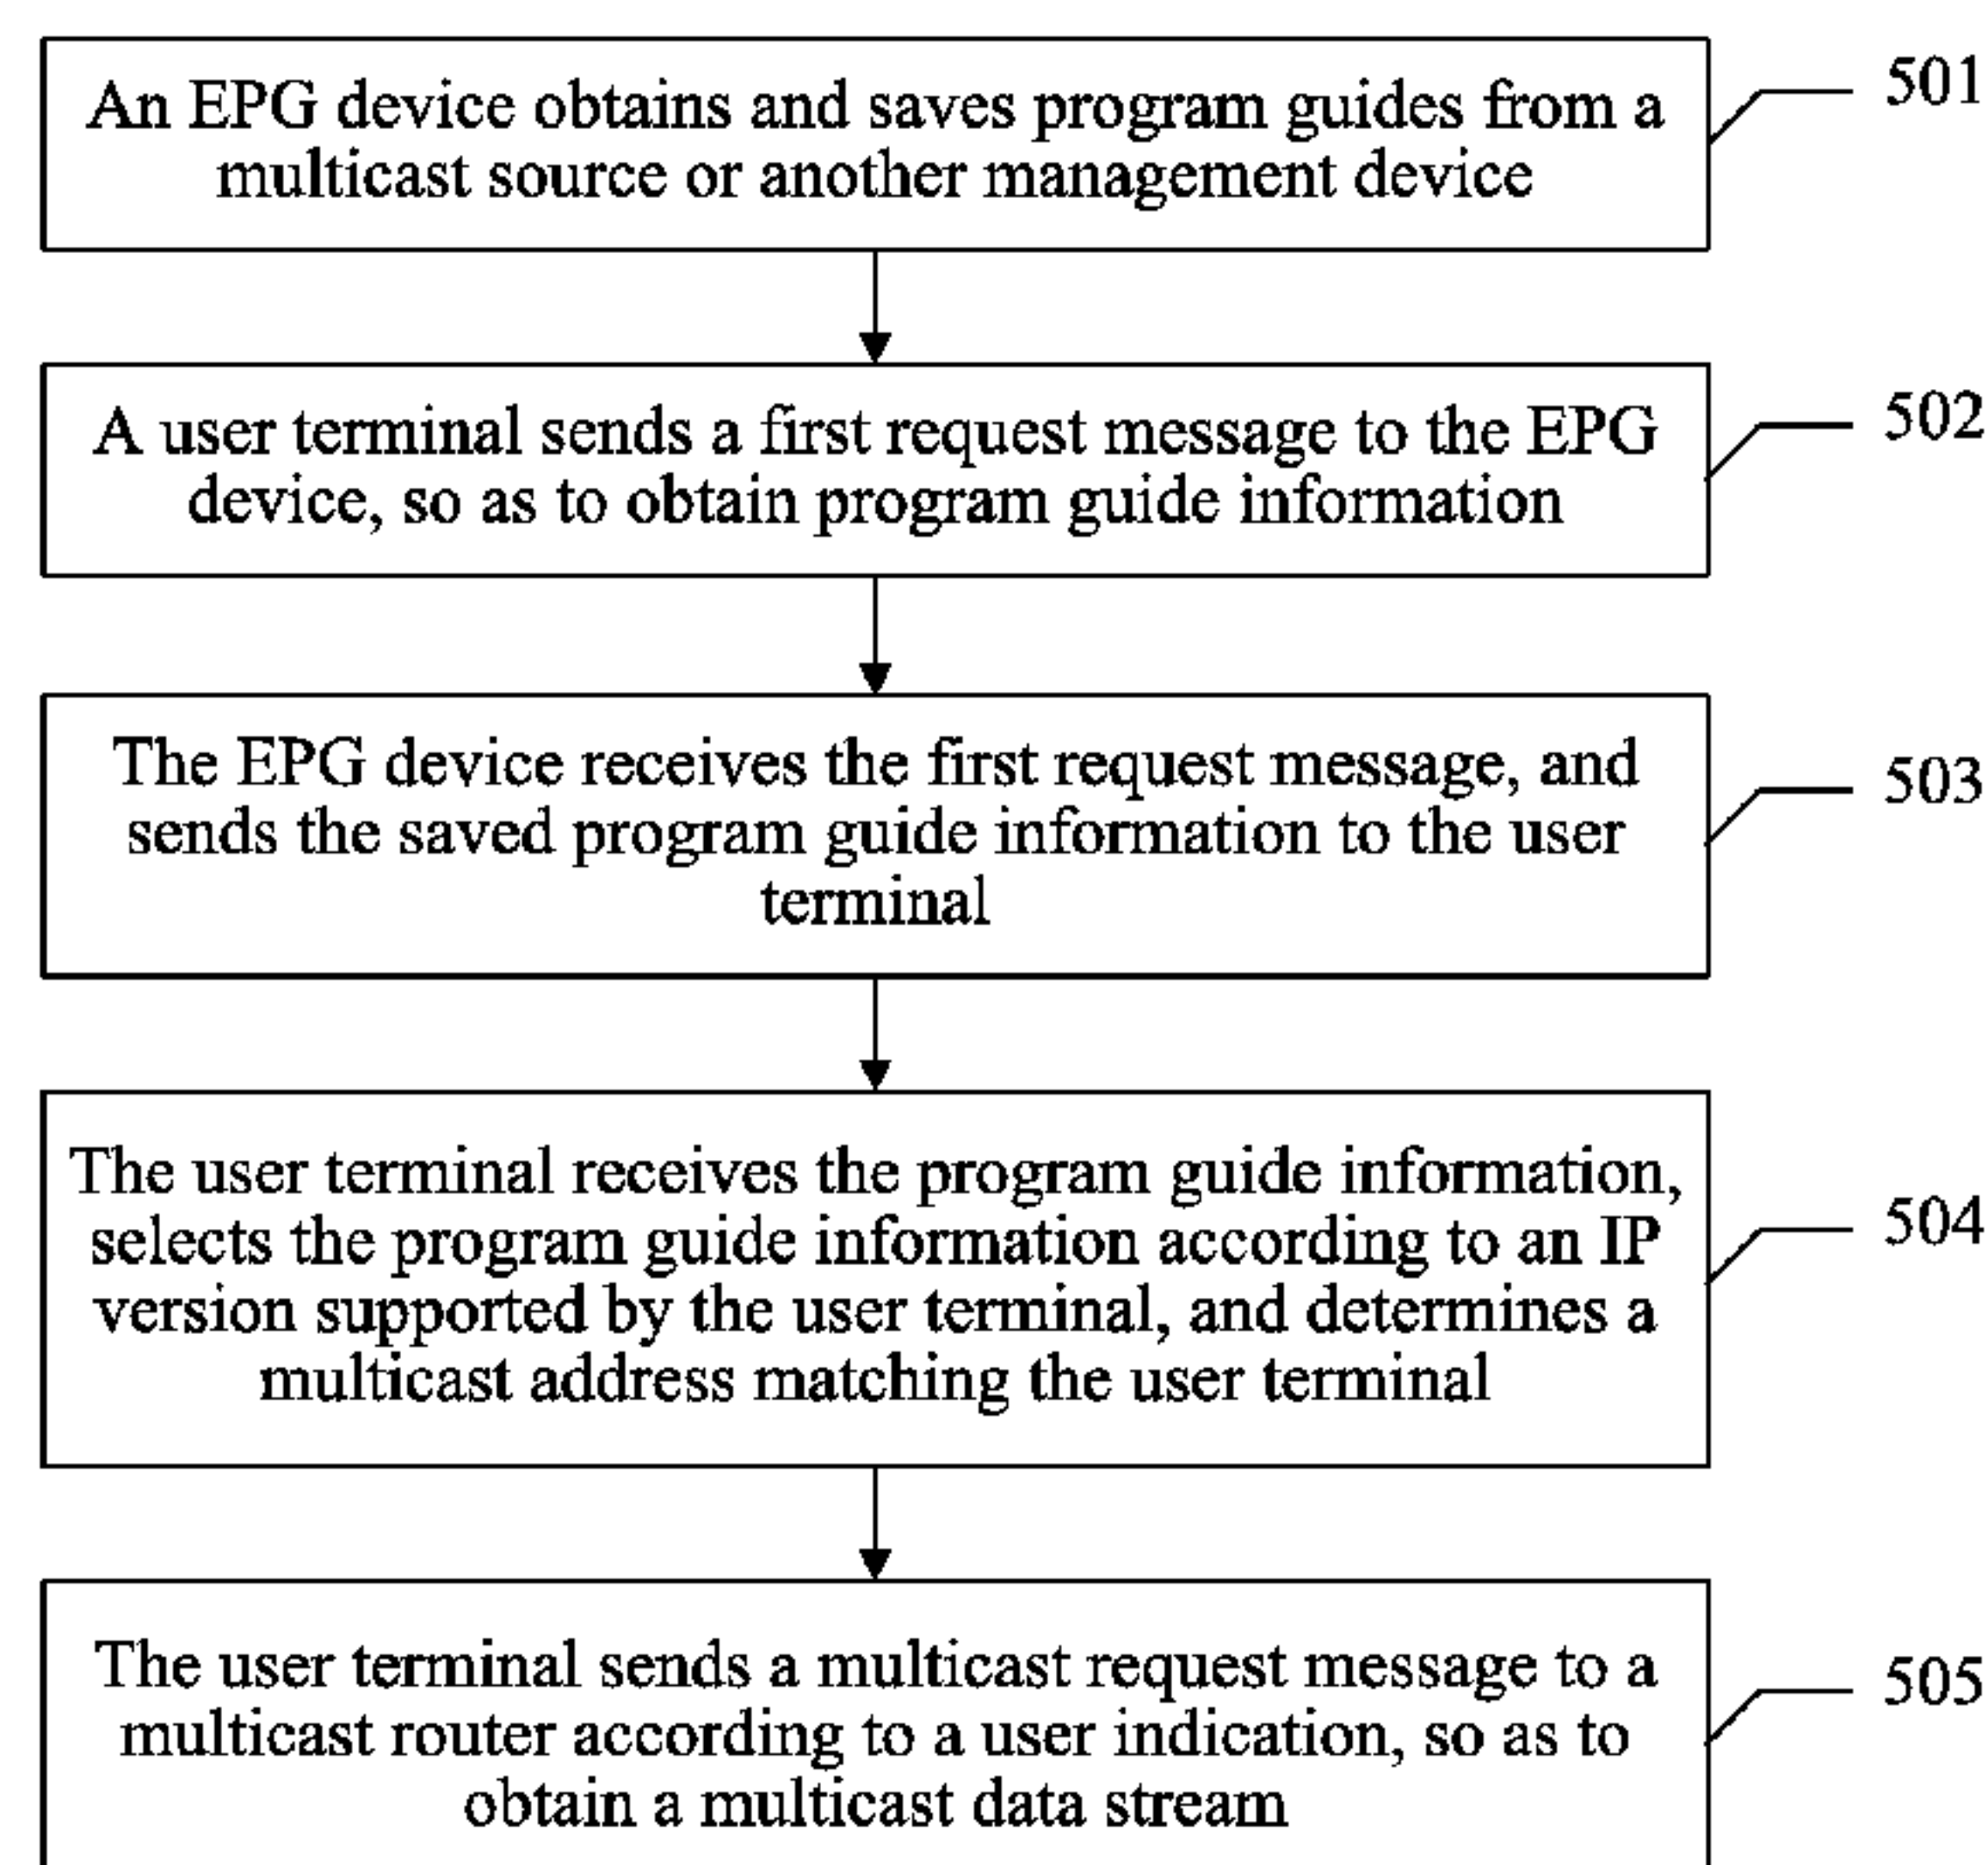 An EPG device obtains and saves program guides from a
multicast source or another management device
501
A user terminal sends a first request message to the EPG
device, so as to obtain program guide information
502
The EPG device receives the first request message, and
sends the saved program guide information to the user
terminal
503
The user terminal receives the program guide information,
selects the program guide information according to an IP
version supported by the user terminal, and determines a
multicast address matching the user terminal
504
The user terminal sends a multicast request message to a
multicast router according to a user indication, so as to
obtain a multicast data stream
505